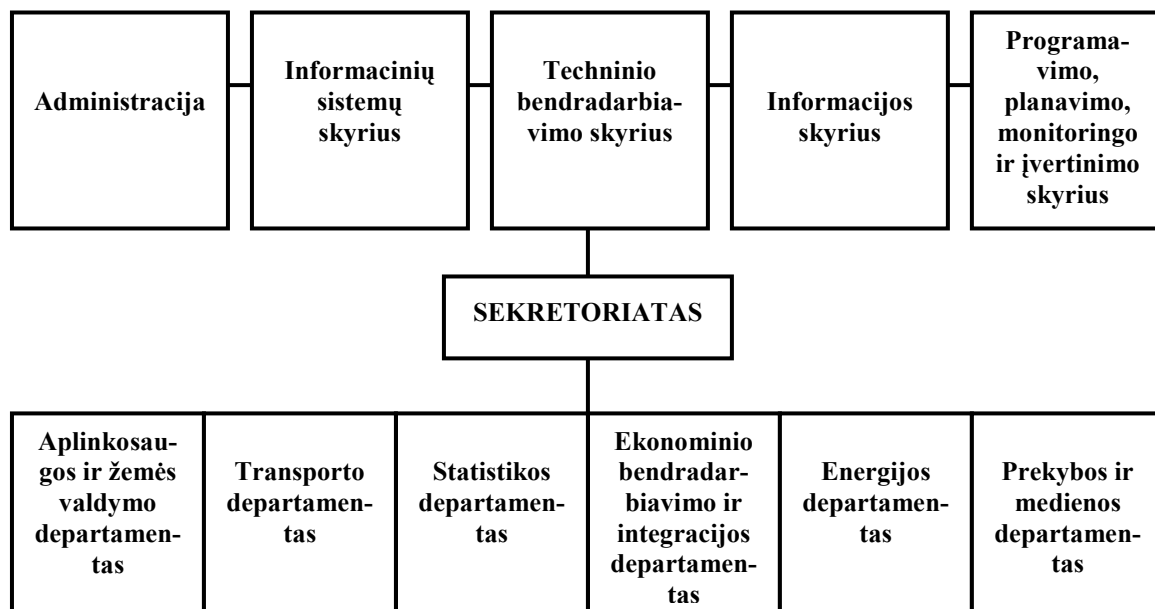 Administracija
Informacinių
sistemų
skyrius
Techninio
bendradarbia-
vimo skyrius
Informacijos
skyrius
Programa-
vimo,
planavimo,
monitoringo
ir įvertinimo
skyrius
SEKRETORIATAS
Aplinkosau-
gos ir žemės
valdymo
departamen-
tas
Transporto
departamen-
tas
Statistikos
departamen-
tas
Ekonominio
bendradar-
biavimo ir
integracijos
departamen-
tas
Energijos
departamen-
tas
Prekybos ir
medienos
departamen-
tas